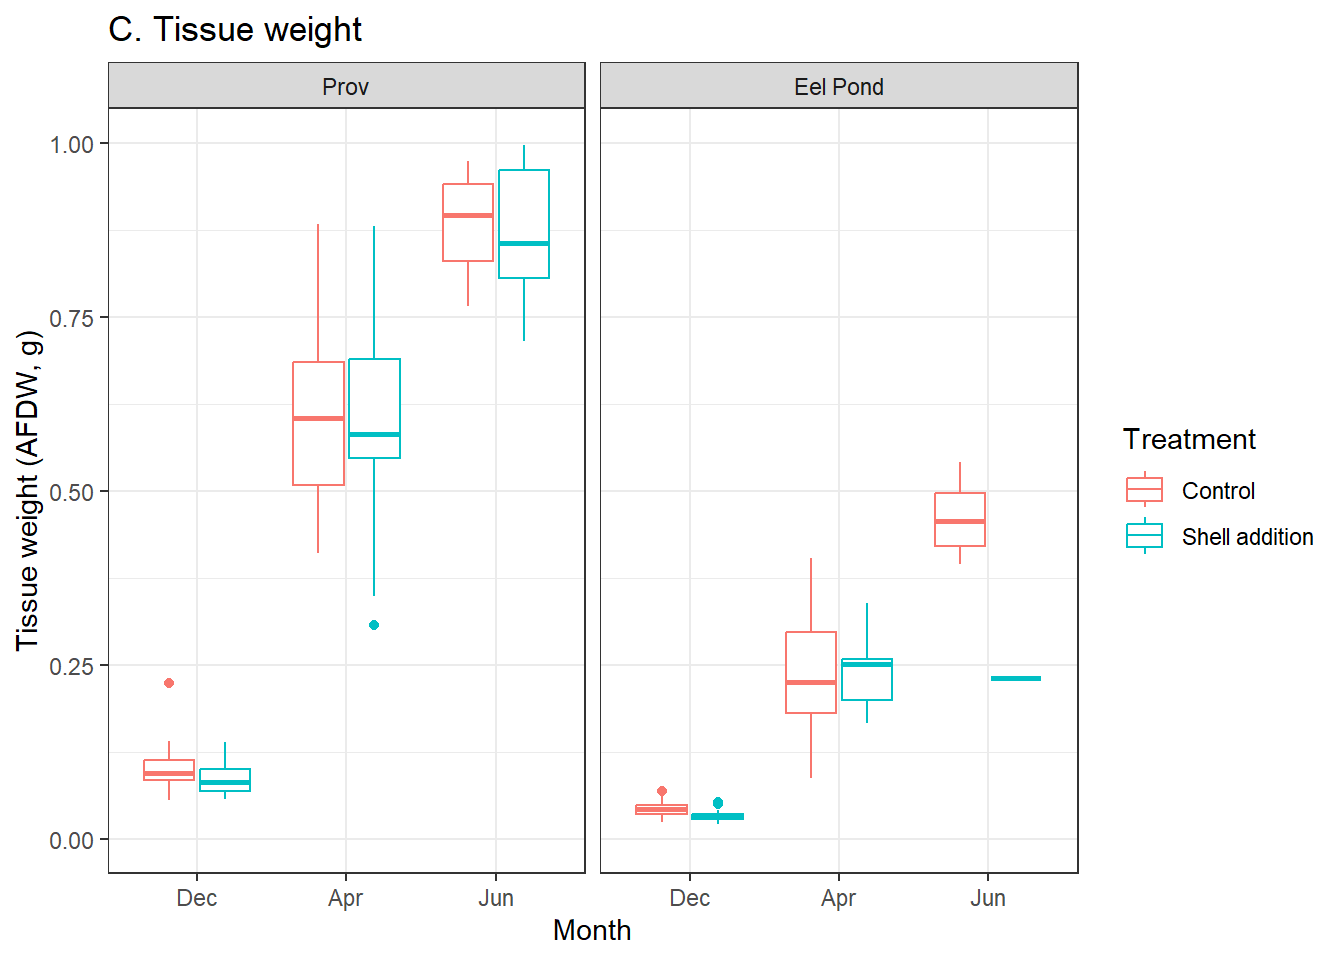 C. Tissue weight
Prov
Eel Pond
Tissue weight (AFDW, g)
1.00
0.75
0.50
0.25
0.00
Dec
Apr
Jun
Dec
Apr
Jun
Month
Treatment
Control
Shell addition